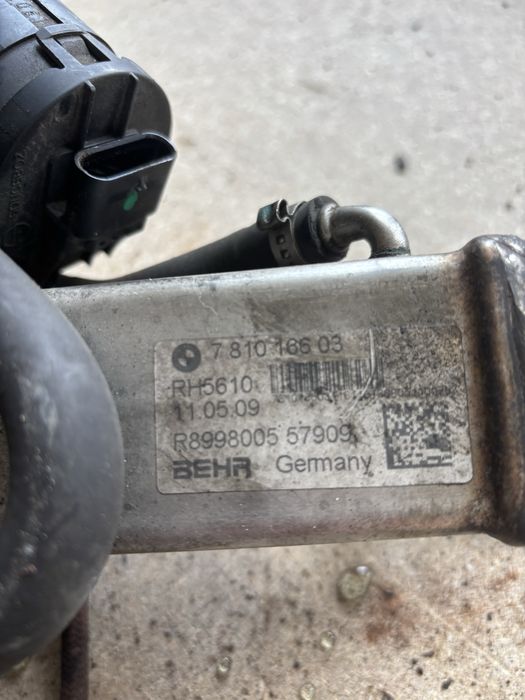 7 810 166 03
RH5610
11.05.09
R8998005 57909
BEHR Germany